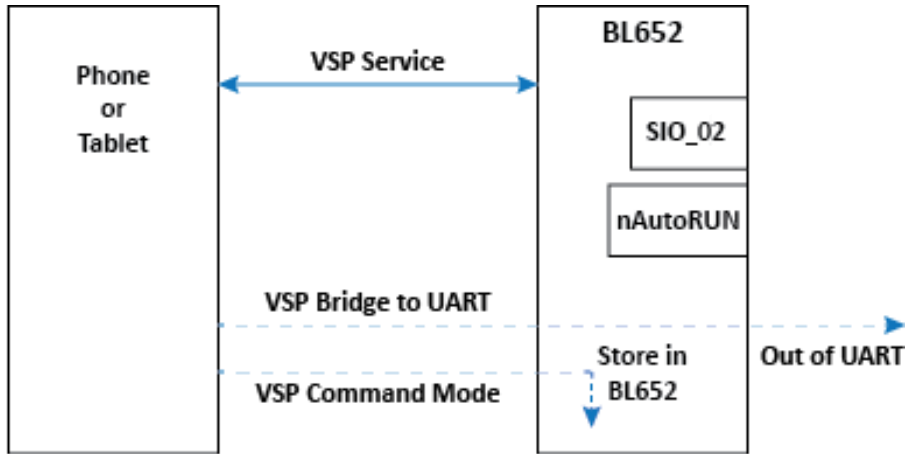 Phone
or
Tablet
VSP Service
BL652
SIO_02
nAutoRUN
VSP Bridge to UART
Out of UART
VSP Command Mode
Store in
BL652